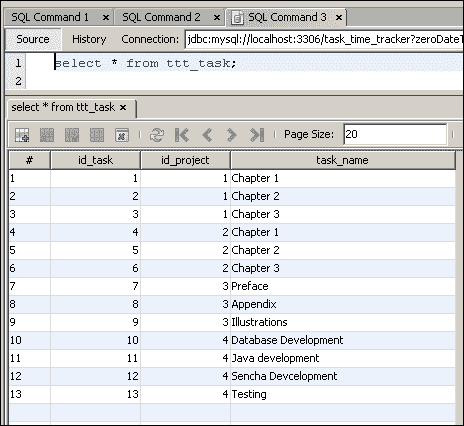 SQL Command 1 × SQL Command 2 × SQL Command 3 ×
Source History Connection: jdbc:mysql://localhost:3306/task_time_tracker?zeroDateT
1 select * from ttt_task;
2
select * from ttt_task ×
Page Size: 20
# id_task id_project task_name
1 1 1 Chapter 1
2 2 1 Chapter 2
3 3 1 Chapter 3
4 4 2 Chapter 1
5 5 2 Chapter 2
6 6 2 Chapter 3
7 7 3 Preface
8 8 3 Appendix
9 9 3 Illustrations
10 10 4 Database Development
11 11 4 Java development
12 12 4 Sencha Devcelopment
13 13 4 Testing